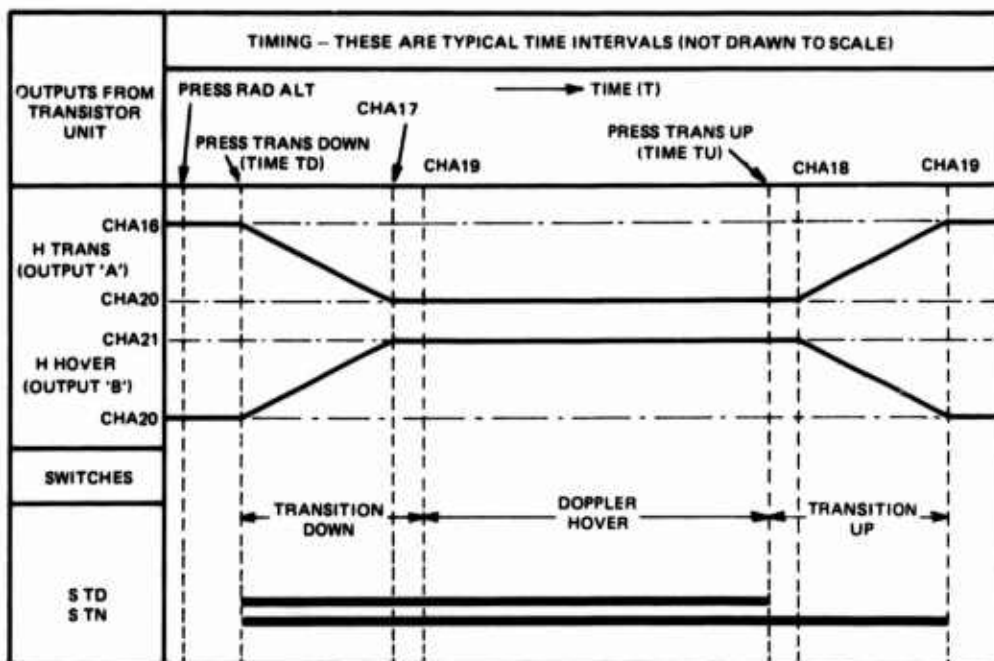 TIMING – THESE ARE TYPICAL TIME INTERVALS (NOT DRAWN TO SCALE)
OUTPUTS FROM
TRANSISTOR
UNIT
PRESS RAD ALT
TIME (T)
CHA17
PRESS TRANS DOWN
(TIME TD)
CHA19
PRESS TRANS UP
(TIME TU)
CHA18
CHA19
CHA16
H TRANS
(OUTPUT 'A')
CHA20
CHA21
H HOVER
(OUTPUT 'B')
CHA20
SWITCHES
TRANSITION
DOWN
DOPPLER
HOVER
TRANSITION
UP
S TD
S TN